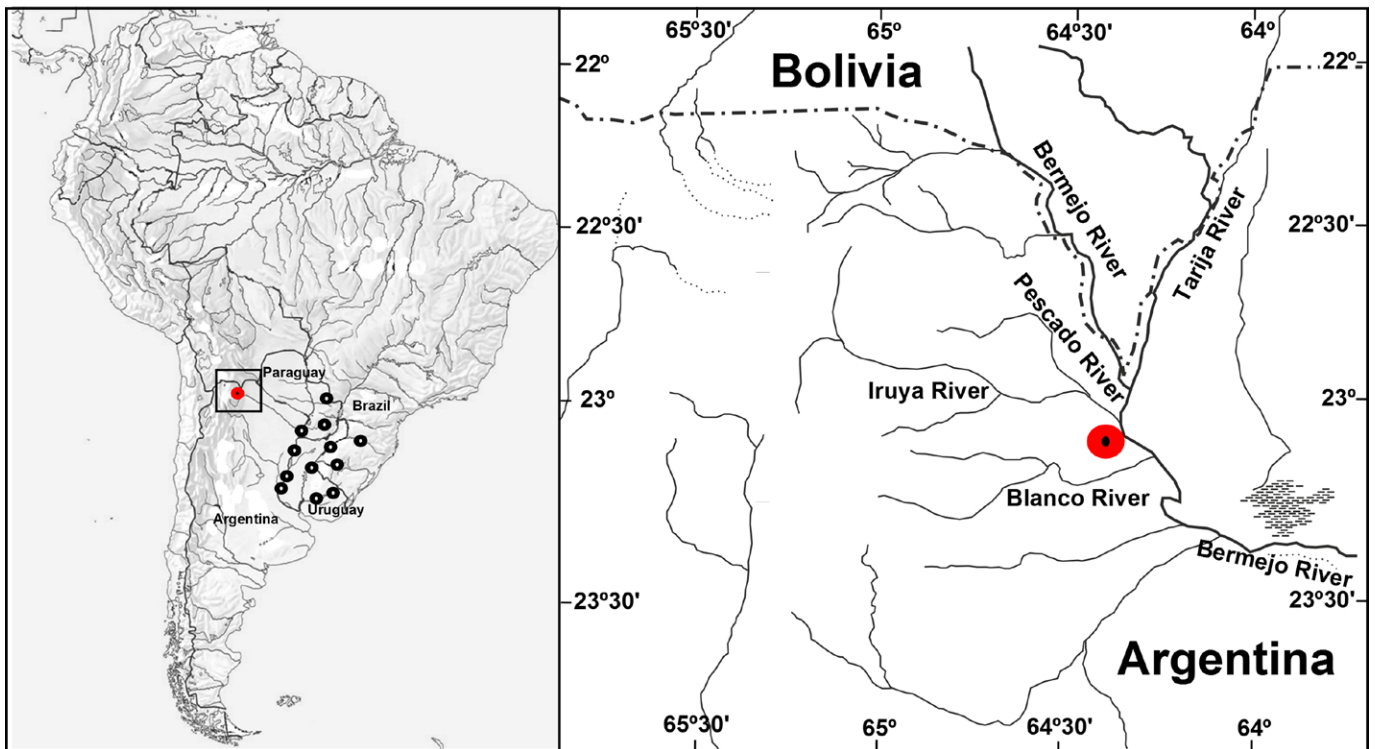 Paraguay
Brazil
Uruguay
Argentina
65º30'
65º
64º30'
64º
22º
22º
Bolivia
Bermejo River
Tarija River
22º30'
22º30'
Pescado River
Iruya River
23º
23º
Blanco River
Bermejo River
23º30'
23º30'
Argentina
65º30'
65º
64º30'
64º